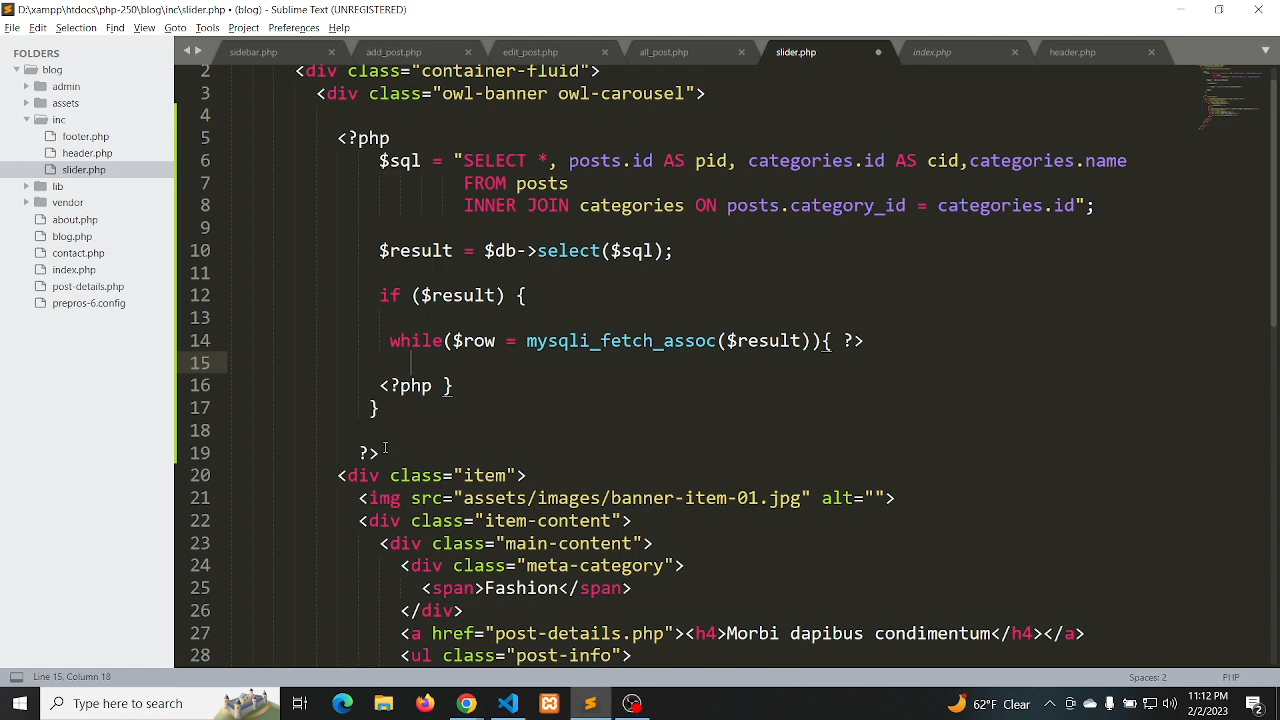 D:\xampp\htdocs\php-250\blog\inc\slider.php • (blog) - Sublime Text (UNREGISTERED)
File Edit Selection Find View Goto Tools Project Preferences Help
FOLDERS
blog
admin
assets
inc
footer.php
header.php
slider.php
lib
vendor
about.php
blog.php
contact.php
index.php
post-details.php
prepros-6.config
sidebar.php add_post.php edit_post.php all_post.php slider.php index.php header.php
2 <div class="container-fluid">
3 <div class="owl-banner owl-carousel">
4
5 <?php
6 $sql = "SELECT *, posts.id AS pid, categories.id AS cid,categories.name
7 FROM posts
8 INNER JOIN categories ON posts.category_id = categories.id";
9
10 $result = $db->select($sql);
11
12 if ($result) {
13
14 while($row = mysqli_fetch_assoc($result)){ ?>
15
16 <?php }
17 }
18
19 ?>
20 <div class="item">
21 <img src="assets/images/banner-item-01.jpg" alt="">
22 <div class="item-content">
23 <div class="main-content">
24 <div class="meta-category">
25 <span>Fashion</span>
26 </div>
27 <a href="post-details.php"><h4>Morbi dapibus condimentum</h4></a>
28 <ul class="post-info">
Line 15, Column 18
Spaces: 2
PHP
Type here to search
62°F Clear
11:12 PM
2/2/2023
2